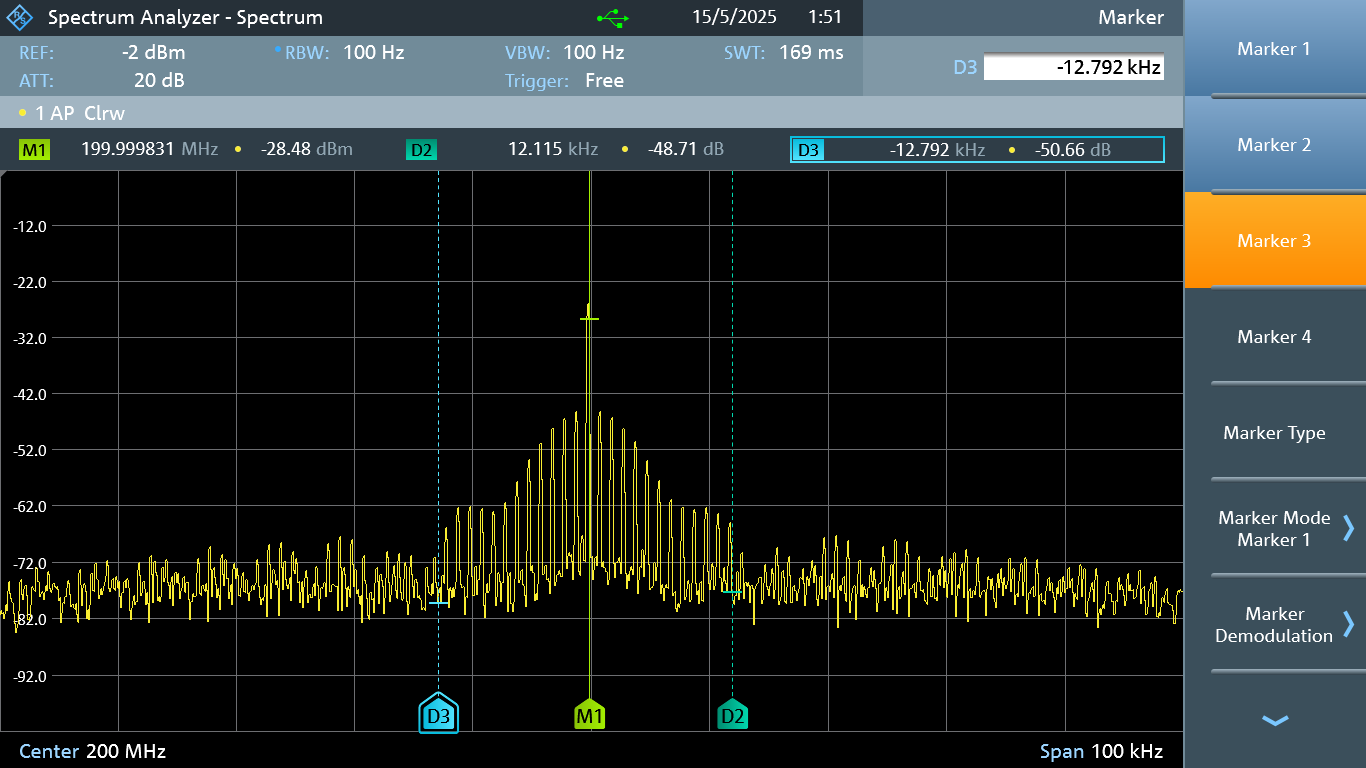 Spectrum Analyzer - Spectrum 15/5/2025 1:51 Marker
REF: -2 dBm RBW: 100 Hz VBW: 100 Hz SWT: 169 ms
D3 -12.792 kHz
ATT: 20 dB Trigger: Free
1 AP Clrw
M1 199.999831 MHz • -28.48 dBm D2 12.115 kHz • -48.71 dB D3 -12.792 kHz • -50.66 dB
-12.0
-22.0
-32.0
-42.0
-52.0
-62.0
-72.0
-82.0
-92.0
D3 M1 D2
Center 200 MHz Span 100 kHz
Marker 1
Marker 2
Marker 3
Marker 4
Marker Type
Marker Mode
Marker 1
Marker
Demodulation